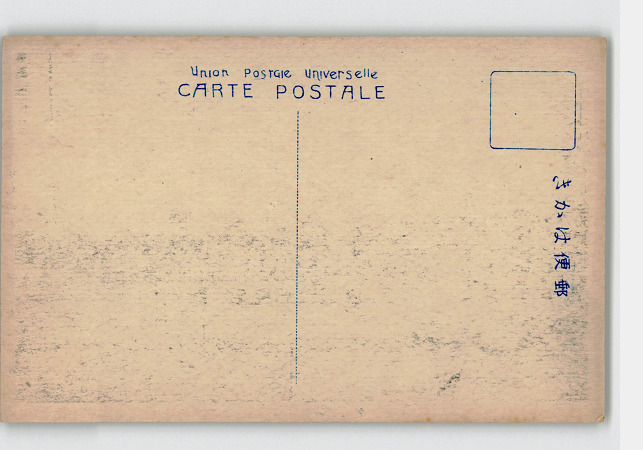 Union Postale Universelle
CARTE POSTALE
きかは便郵